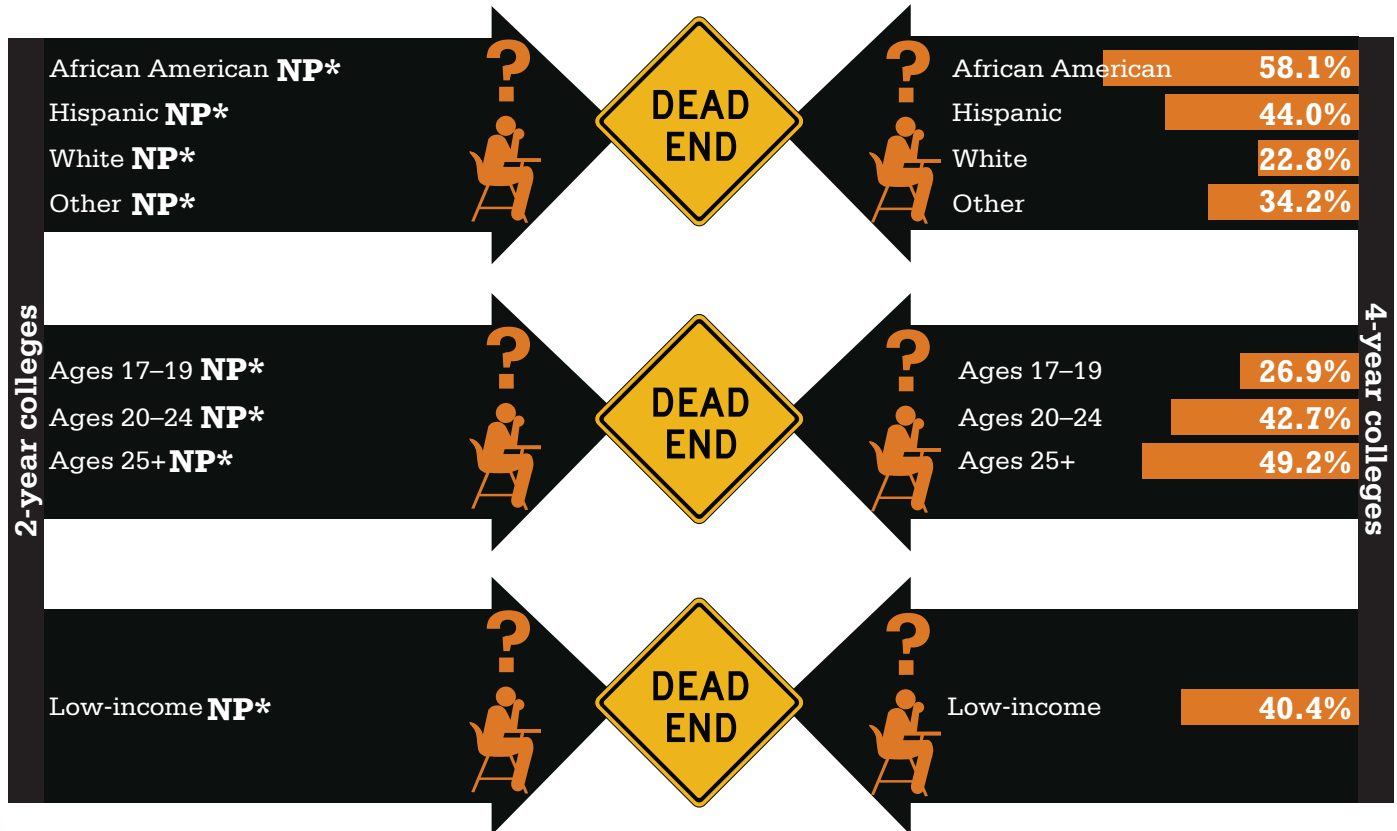 2-year colleges
African American NP*
Hispanic NP*
White NP*
Other NP*
?
DEAD
END
?
African American 58.1%
Hispanic 44.0%
White 22.8%
Other 34.2%
Ages 17–19 NP*
Ages 20–24 NP*
Ages 25+ NP*
?
DEAD
END
?
Ages 17–19 26.9%
Ages 20–24 42.7%
Ages 25+ 49.2%
Low-income NP*
?
DEAD
END
?
Low-income 40.4%
4-year colleges